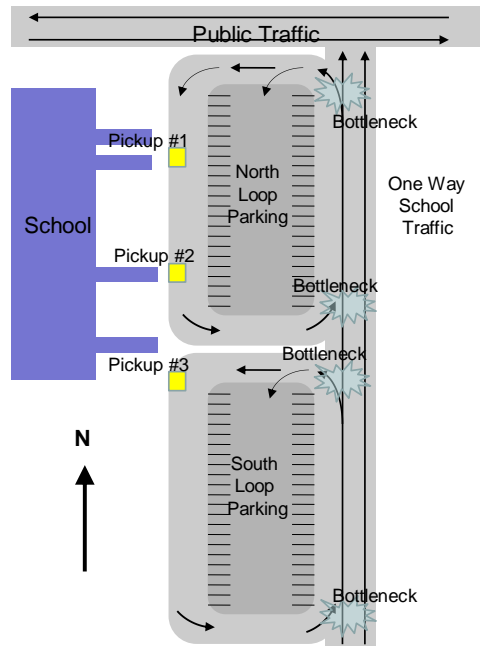 Public Traffic
Bottleneck
Pickup #1
North
Loop
Parking
One Way
School
Traffic
School
Pickup #2
Bottleneck
Bottleneck
Pickup #3
N
South
Loop
Parking
Bottleneck